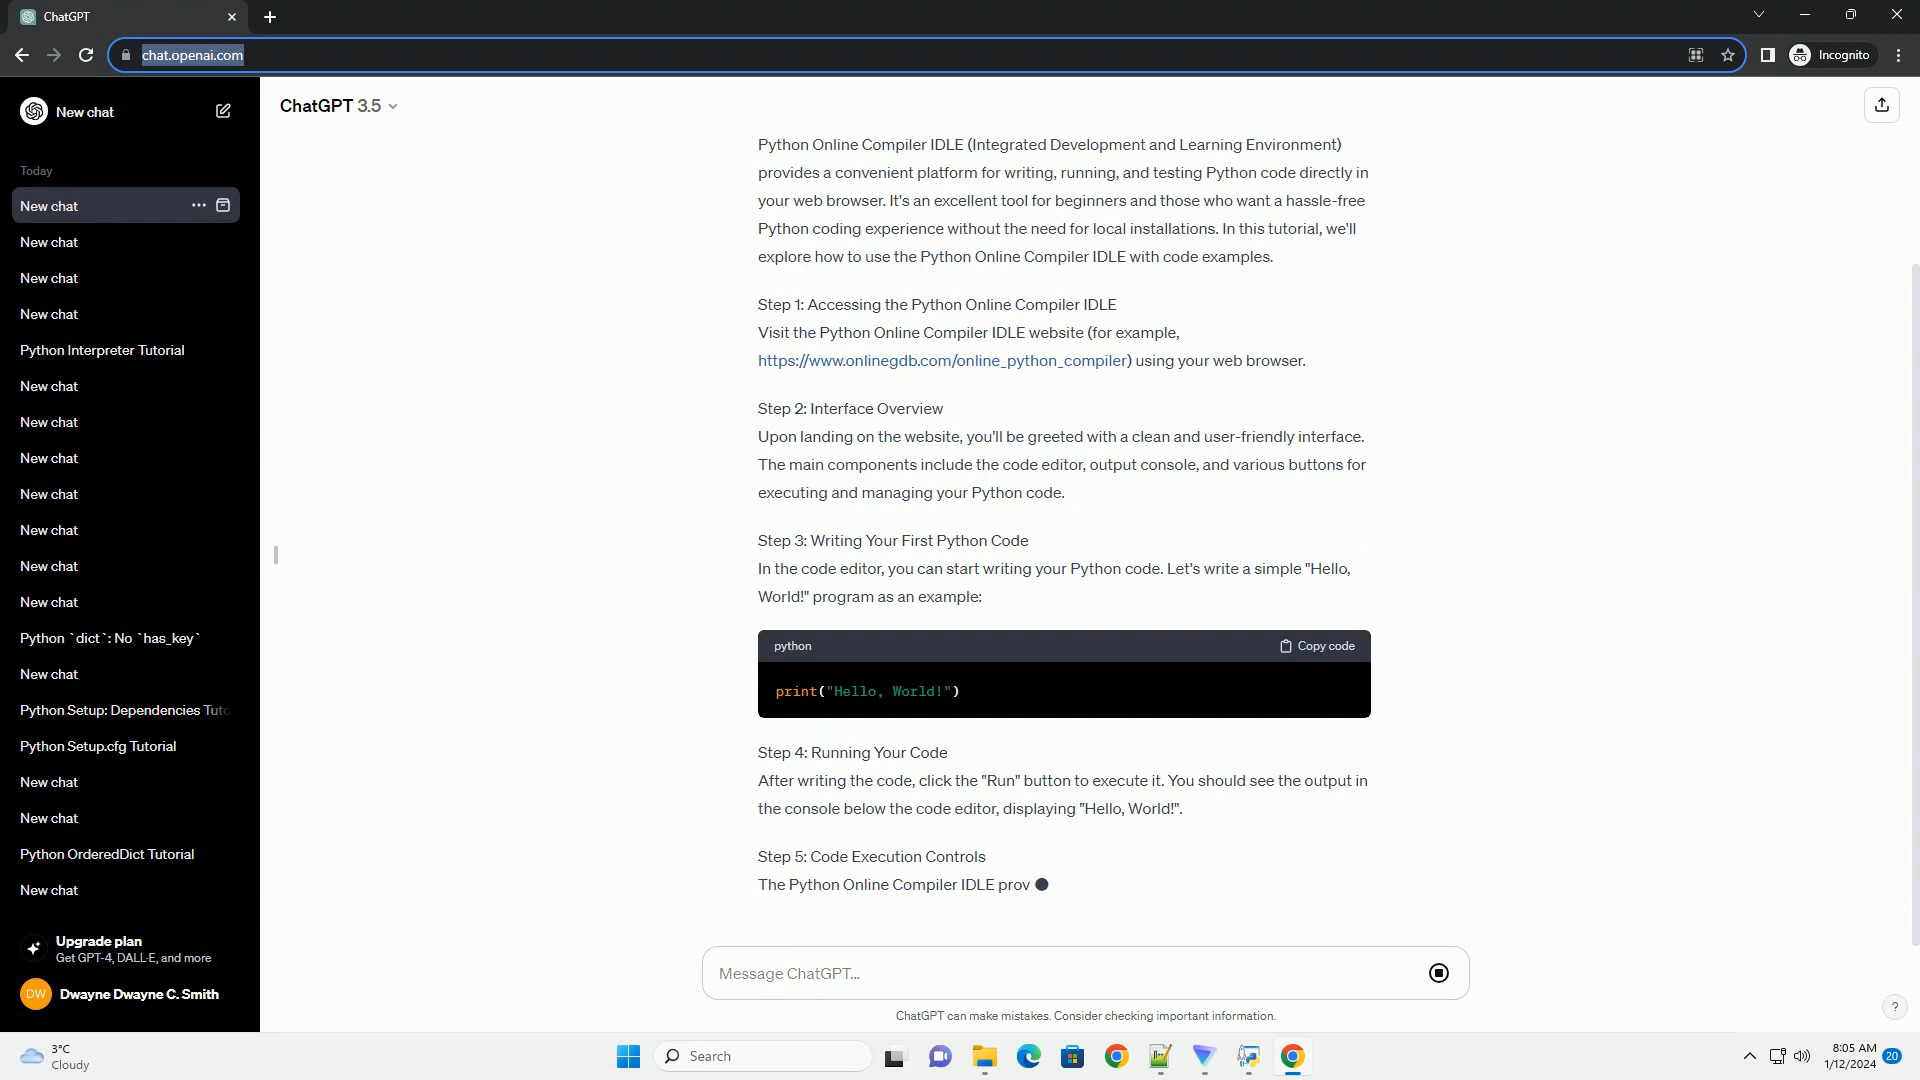 ChatGPT
chat.openai.com
Incognito
New chat
Today
New chat
New chat
New chat
New chat
Python Interpreter Tutorial
New chat
New chat
New chat
New chat
New chat
New chat
New chat
Python `dict`: No `has_key`
New chat
Python Setup: Dependencies Tuto
Python Setup.cfg Tutorial
New chat
New chat
Python OrderedDict Tutorial
New chat
Upgrade plan
Get GPT-4, DALL·E, and more
DW
Dwayne Dwayne C. Smith
ChatGPT 3.5
Python Online Compiler IDLE (Integrated Development and Learning Environment)
provides a convenient platform for writing, running, and testing Python code directly in
your web browser. It's an excellent tool for beginners and those who want a hassle-free
Python coding experience without the need for local installations. In this tutorial, we'll
explore how to use the Python Online Compiler IDLE with code examples.
Step 1: Accessing the Python Online Compiler IDLE
Visit the Python Online Compiler IDLE website (for example,
https://www.onlinegdb.com/online_python_compiler) using your web browser.
Step 2: Interface Overview
Upon landing on the website, you'll be greeted with a clean and user-friendly interface.
The main components include the code editor, output console, and various buttons for
executing and managing your Python code.
Step 3: Writing Your First Python Code
In the code editor, you can start writing your Python code. Let's write a simple "Hello,
World!" program as an example:
python
Copy code
print("Hello, World!")
Step 4: Running Your Code
After writing the code, click the "Run" button to execute it. You should see the output in
the console below the code editor, displaying "Hello, World!".
Step 5: Code Execution Controls
The Python Online Compiler IDLE prov
Message ChatGPT...
ChatGPT can make mistakes. Consider checking important information.
?
3°C
Cloudy
Search
8:05 AM
1/12/2024
20